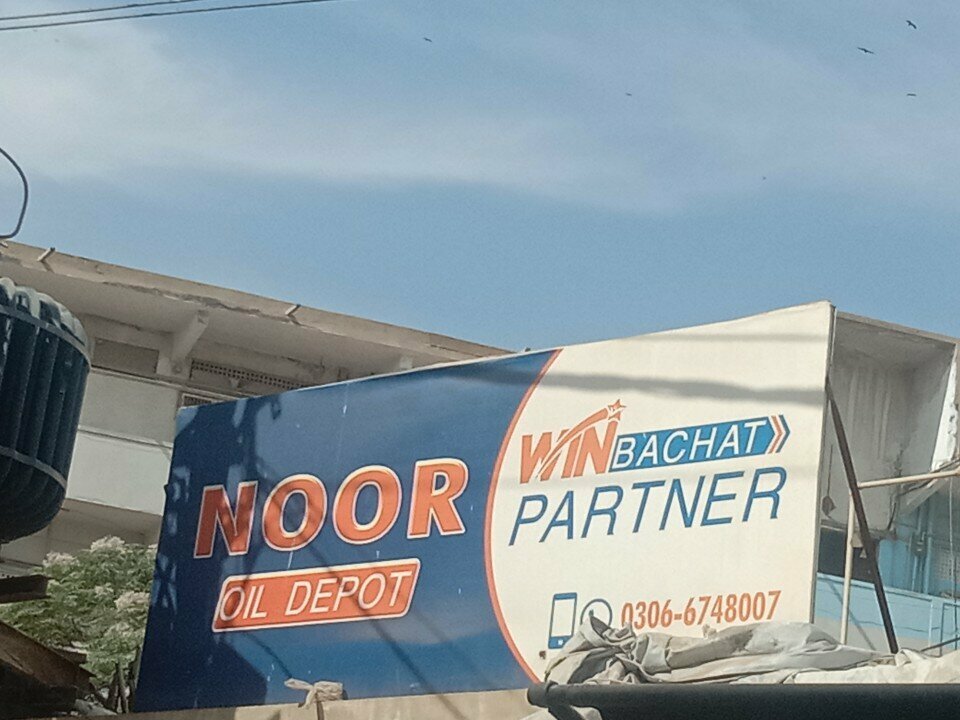 NOOR
OIL DEPOT
WIN BACHAT
PARTNER
0306-6748007